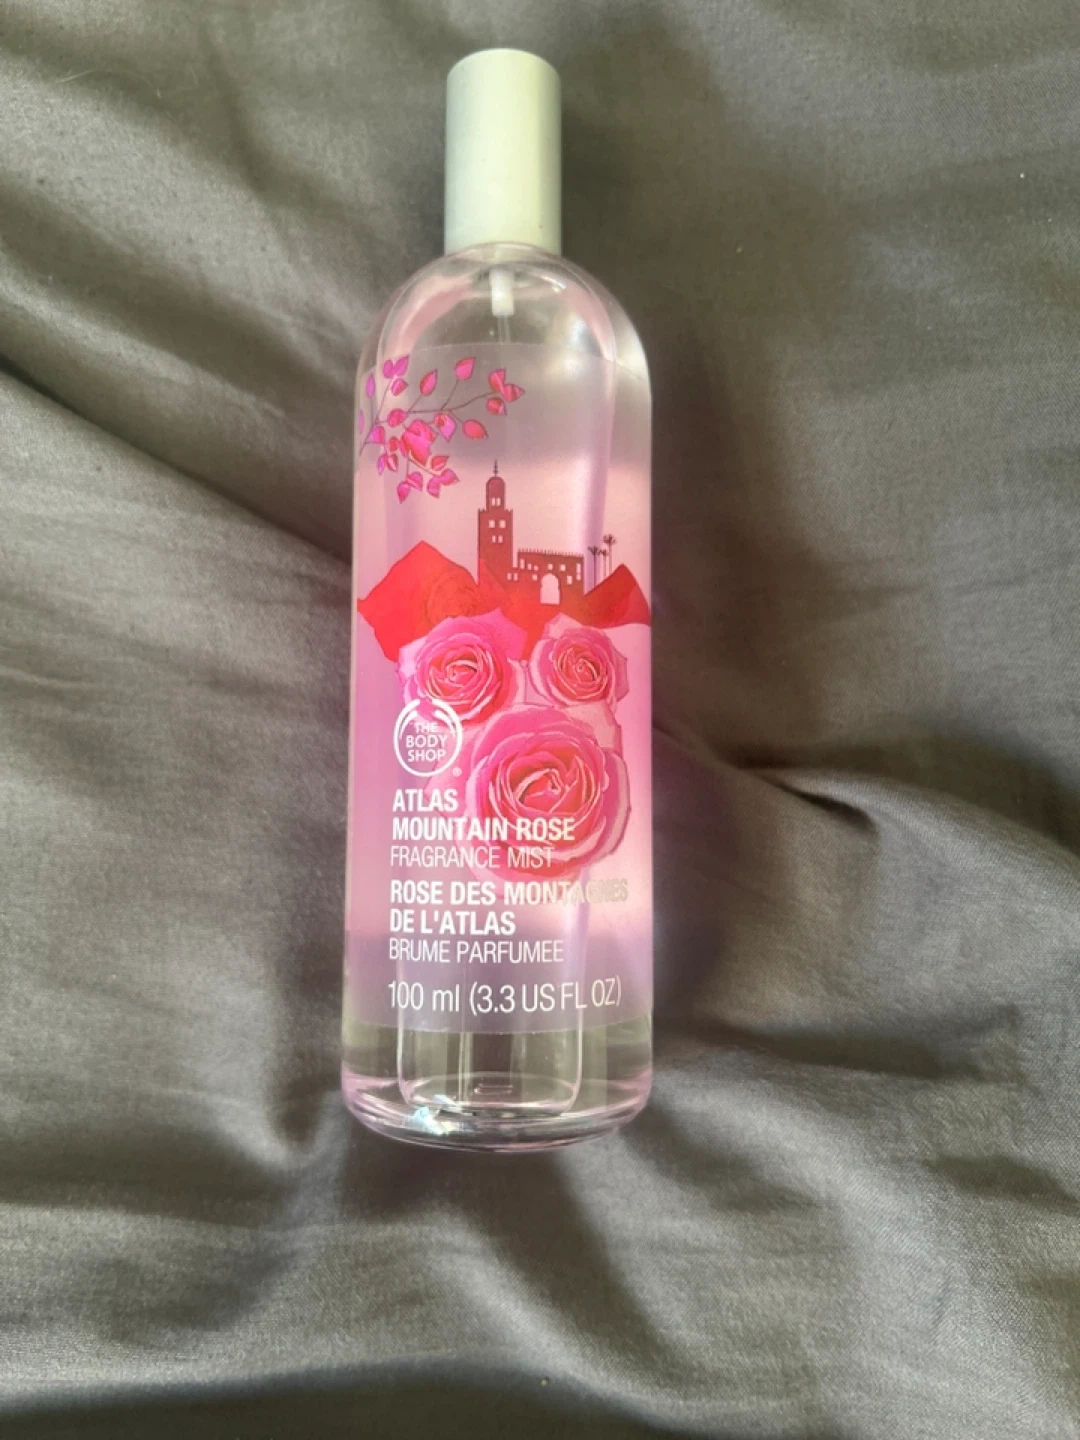 THE
BODY
SHOP
®
ATLAS
MOUNTAIN ROSE
FRAGRANCE MIST
ROSE DES MONTAGNES
DE L'ATLAS
BRUME PARFUMEE
100 ml (3.3 US FL OZ)